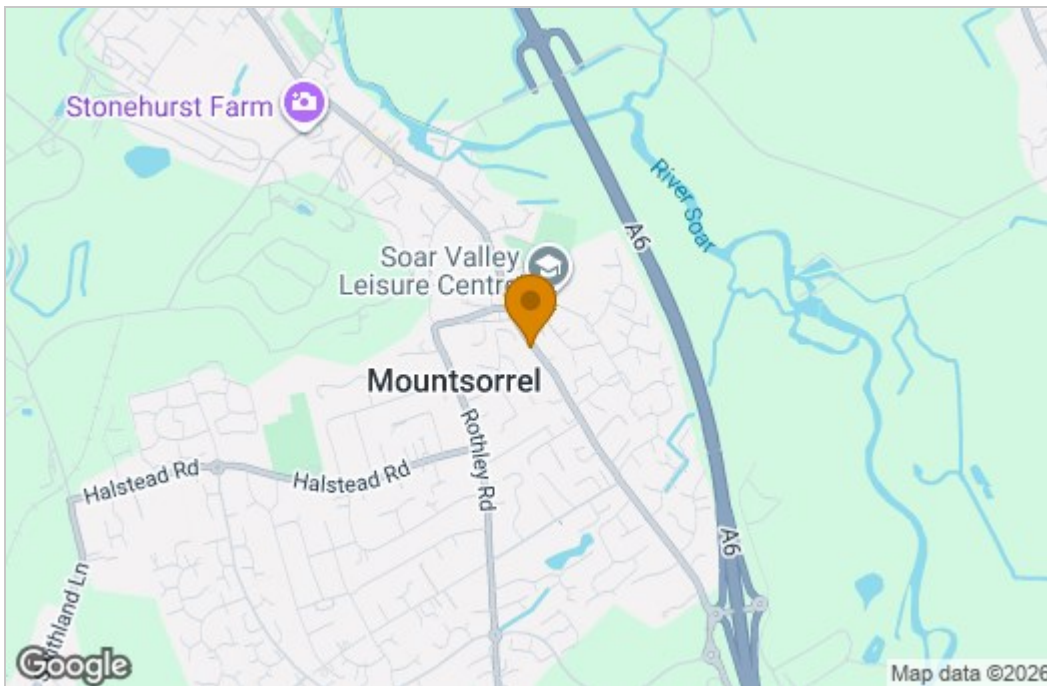 Stonehurst Farm
River Soar
A6
Soar Valley
Leisure Centre
Mountsorrel
Rothley Rd
Halstead Rd
Halstead Rd
A6
Google
Map data ©2026